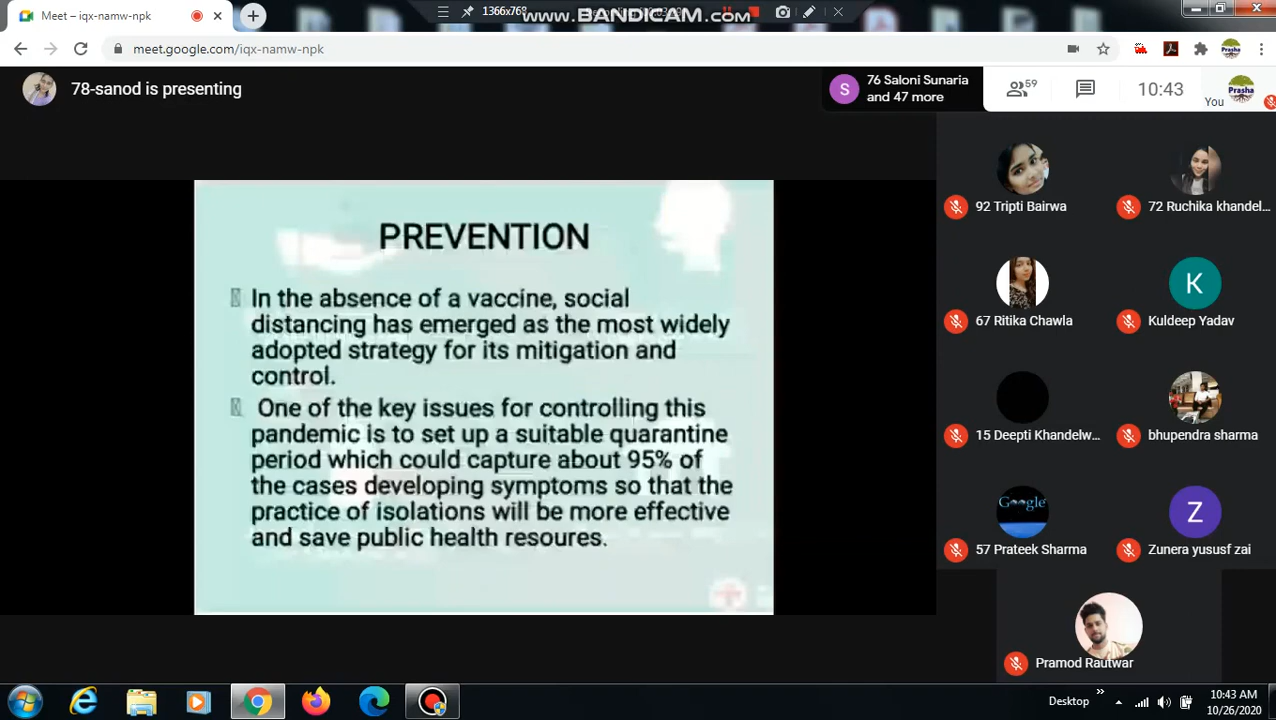 Meet – iqx-namw-npk
1366x768
www.BANDICAM.com
meet.google.com/iqx-namw-npk
Prasha
78-sanod is presenting
S
76 Saloni Sunaria
and 47 more
59
10:43
You
Prasha
PREVENTION
In the absence of a vaccine, social
distancing has emerged as the most widely
adopted strategy for its mitigation and
control.
One of the key issues for controlling this
pandemic is to set up a suitable quarantine
period which could capture about 95% of
the cases developing symptoms so that the
practice of isolations will be more effective
and save public health resoures.
92 Tripti Bairwa
72 Ruchika khandel...
67 Ritika Chawla
K
Kuldeep Yadav
15 Deepti Khandelw...
bhupendra sharma
Google
57 Prateek Sharma
Z
Zunera yususf zai
Pramod Rautwar
Desktop
10:43 AM
10/26/2020